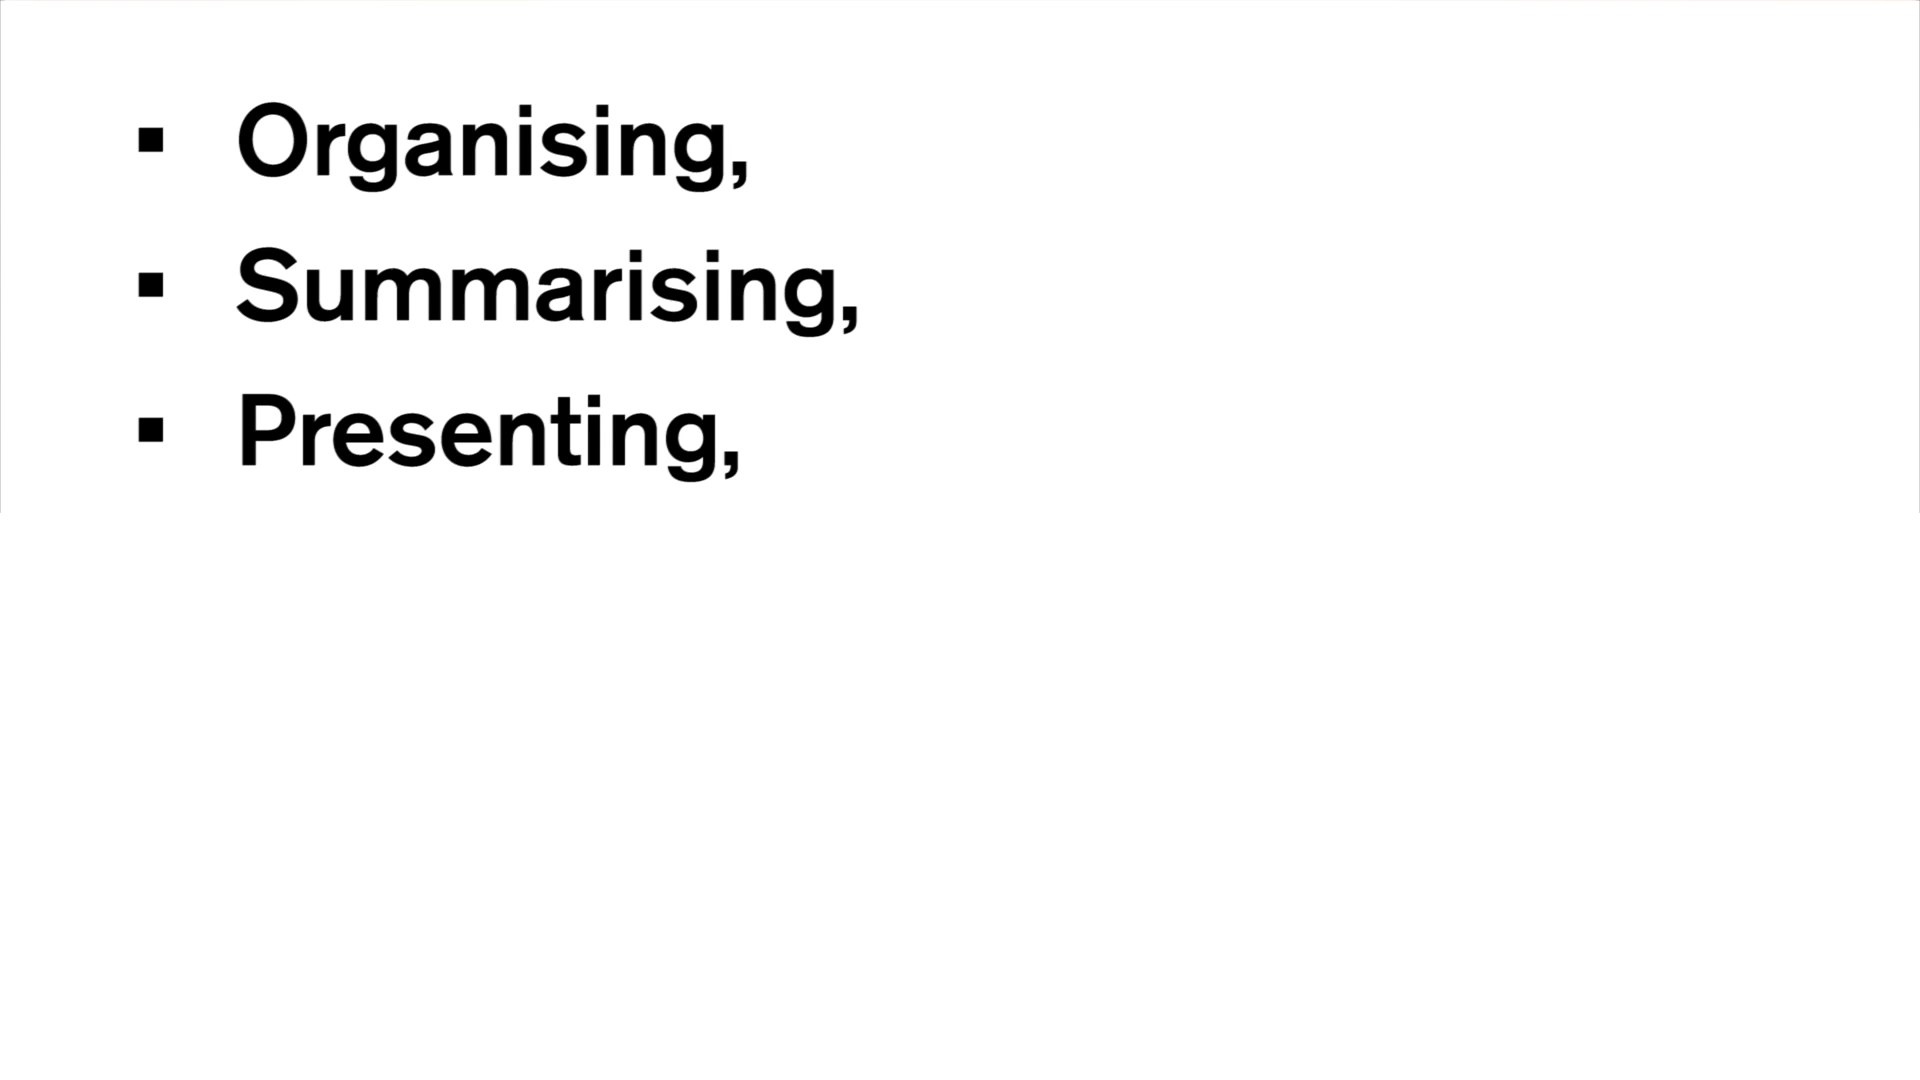 ▪ Organising,
▪ Summarising,
▪ Presenting,